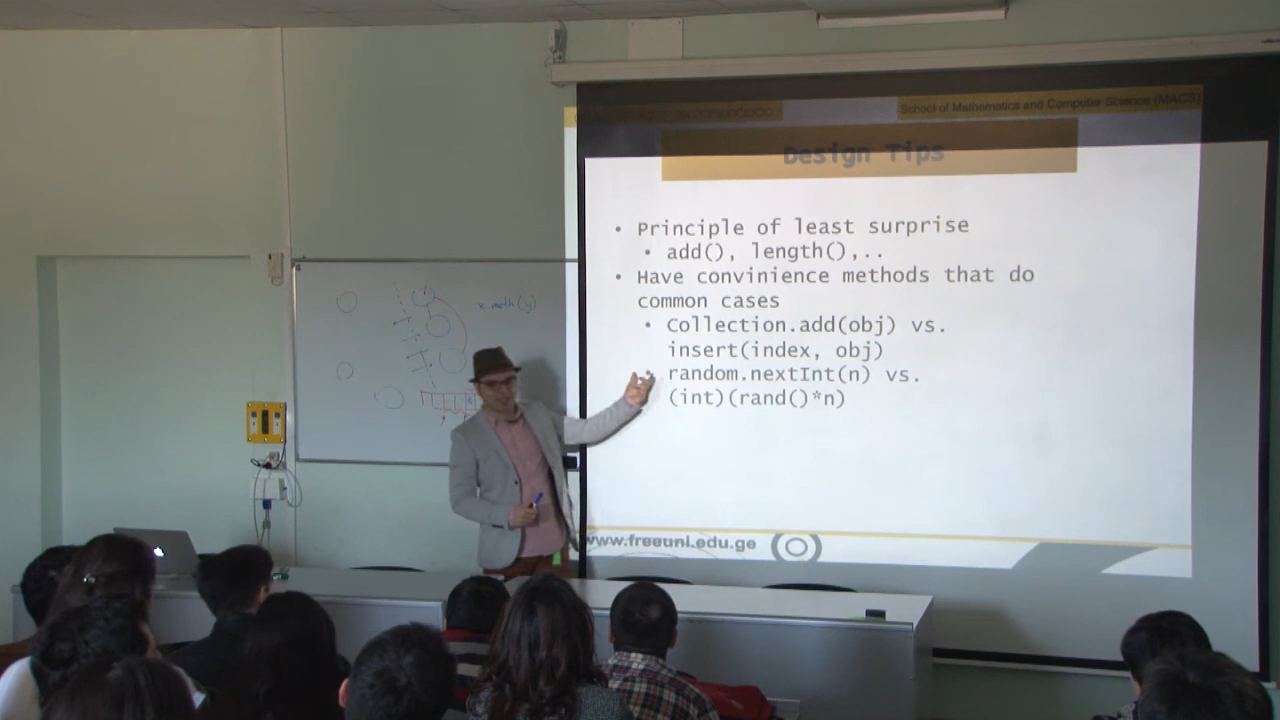 School of Mathematics and Computer Science (MACS)
Design Tips
• Principle of least surprise
• add(), length(),..
• Have convinience methods that do
common cases
• Collection.add(obj) vs.
insert(index, obj)
• random.nextInt(n) vs.
(int)(rand()*n)
www.freeuni.edu.ge
x.meth(y)